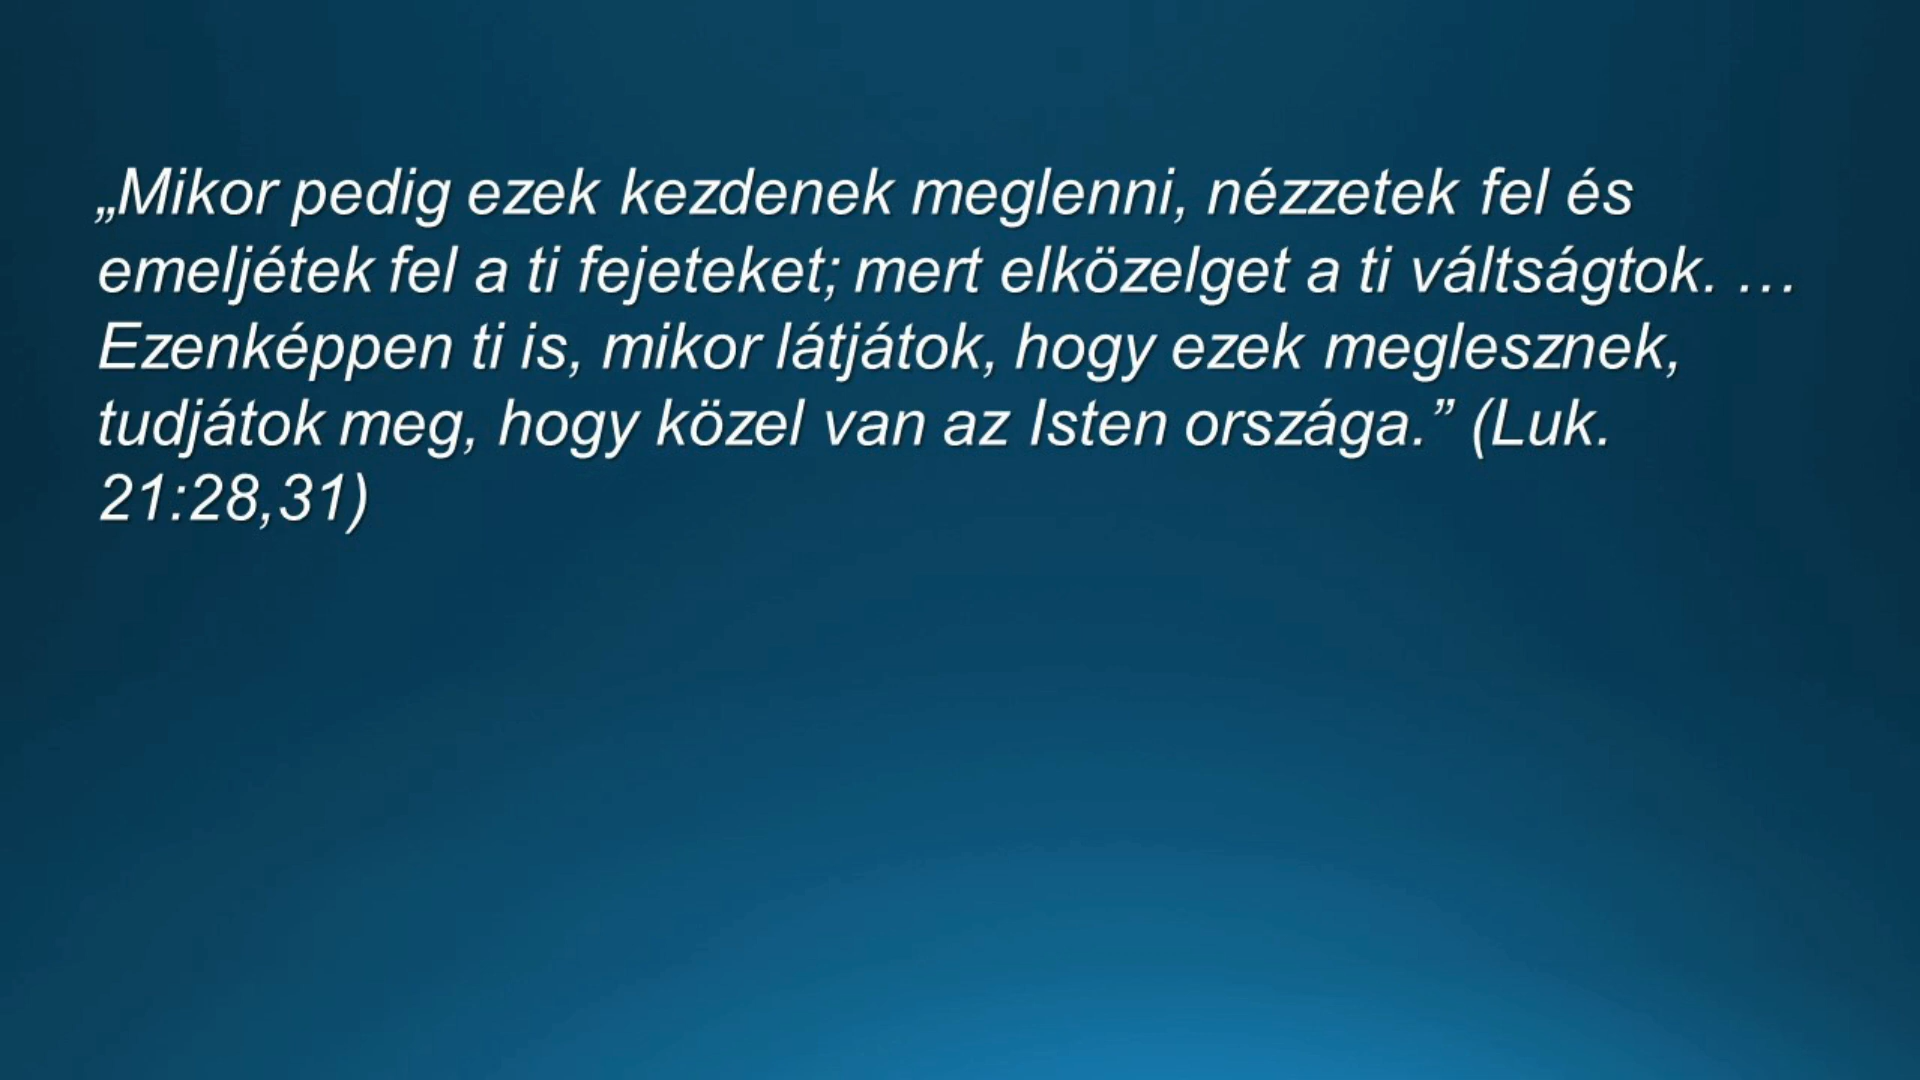 „Mikor pedig ezek kezdenek meglenni, nézzetek fel és
emeljétek fel a ti fejeteket; mert elközelget a ti váltságtok. …
Ezenképpen ti is, mikor látjátok, hogy ezek meglesznek,
tudjátok meg, hogy közel van az Isten országa.” (Luk.
21:28,31)